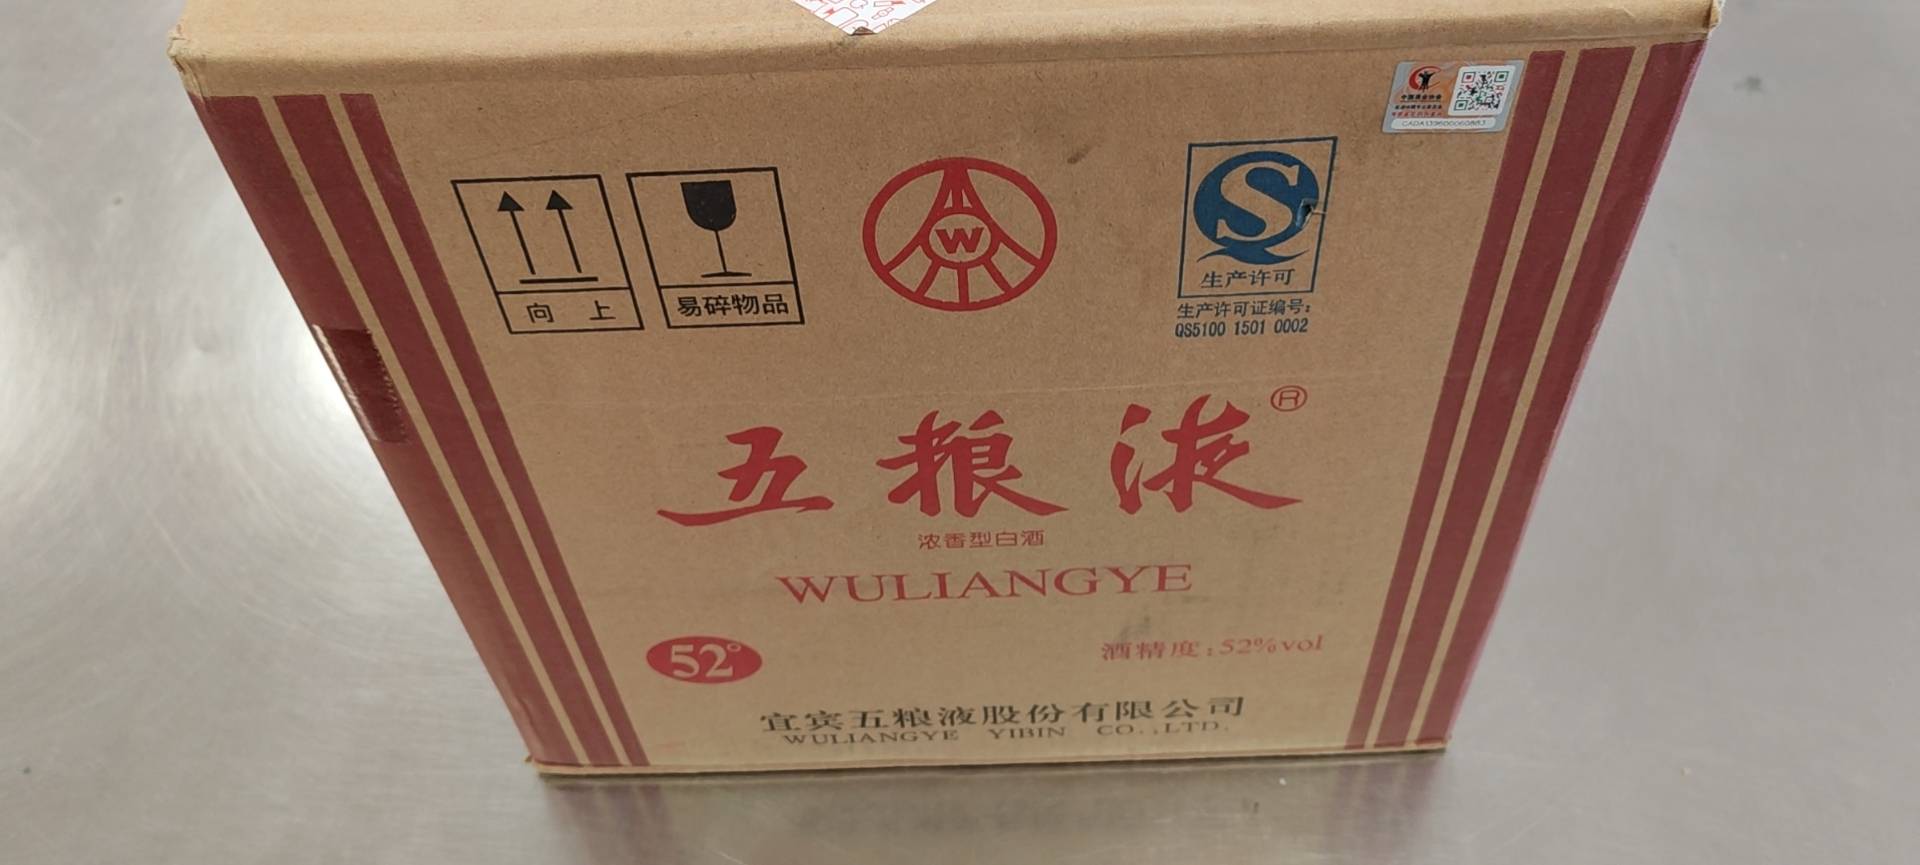 向 上
易碎物品
W
S
生产许可
生产许可证编号:
QS5100 1501 0002
五粮液®
浓香型白酒
WULIANGYE
52°
酒精度:52%vol
宜宾五粮液股份有限公司
WULIANGYE YIBIN CO.,LTD.